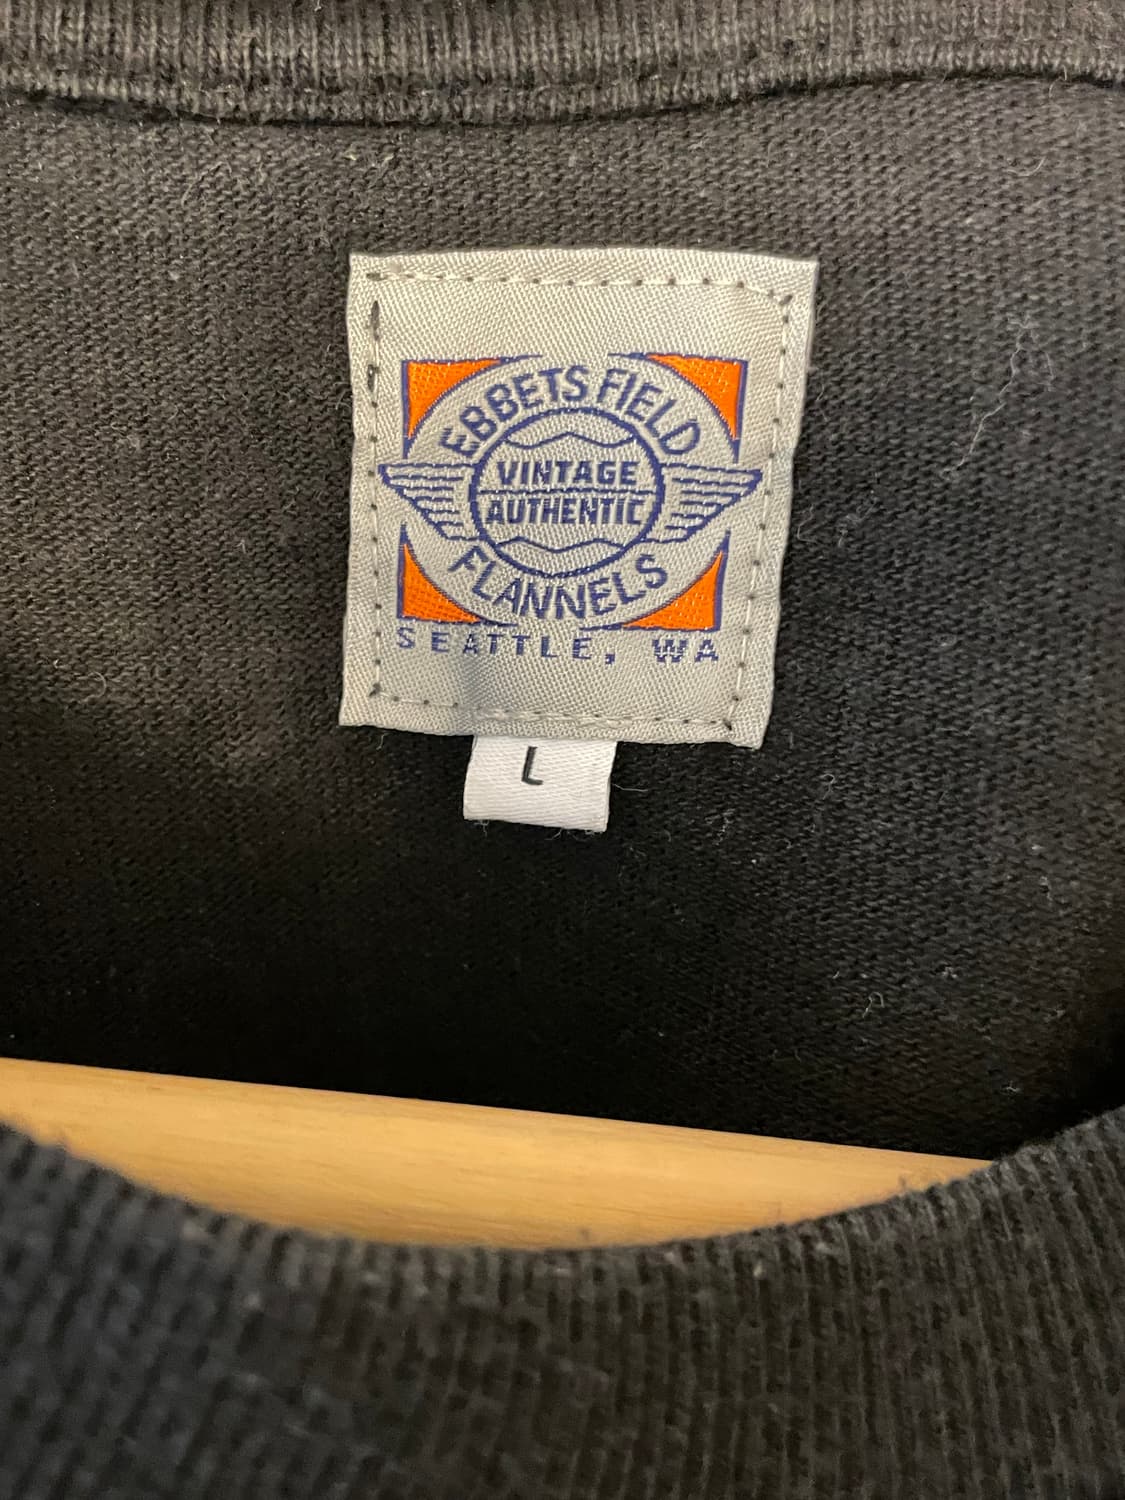 EBBETS FIELD
VINTAGE
AUTHENTIC
FLANNELS
SEATTLE, WA
L